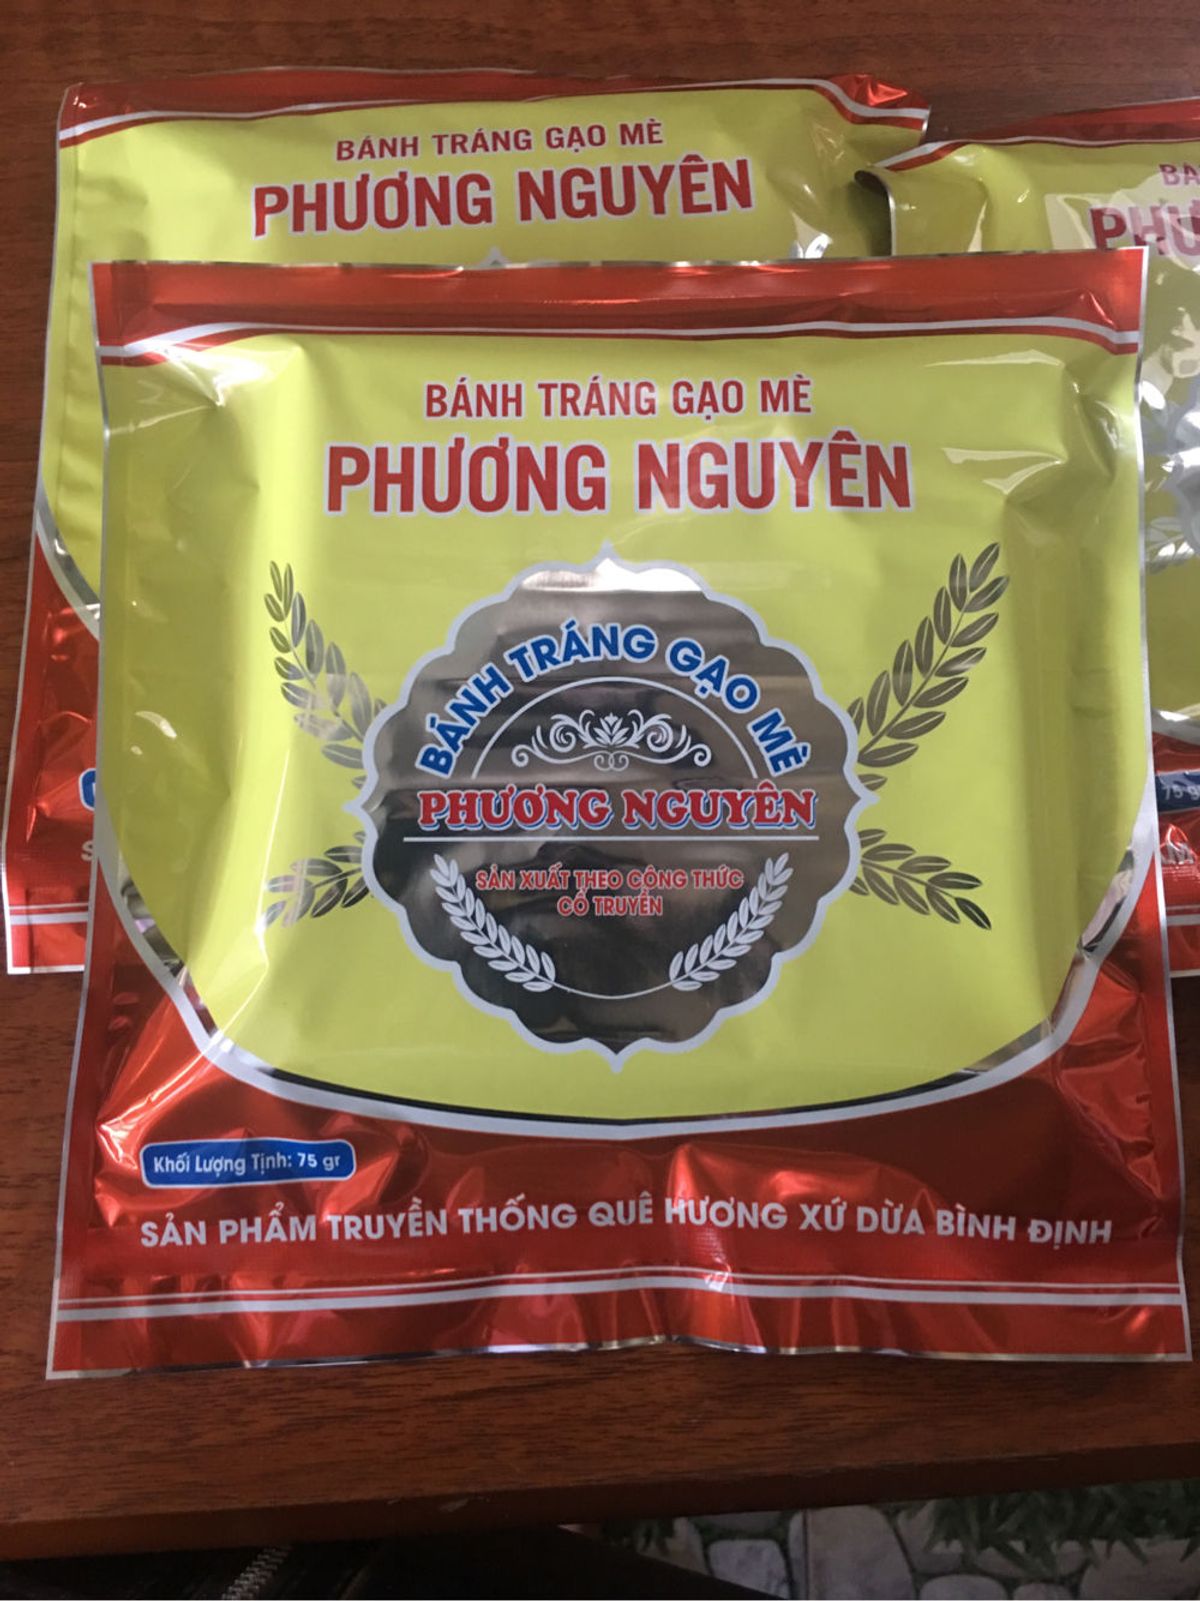 BÁNH TRÁNG GẠO MÈ
PHƯƠNG NGUYÊN
BÁNH TRÁNG GẠO MÈ
PHƯƠNG NGUYÊN
BÁNH TRÁNG GẠO MÈ
PHƯƠNG NGUYÊN
SẢN XUẤT THEO CÔNG THỨC
CỔ TRUYỀN
Khối Lượng Tịnh: 75 gr
SẢN PHẨM TRUYỀN THỐNG QUÊ HƯƠNG XỨ DỪA BÌNH ĐỊNH